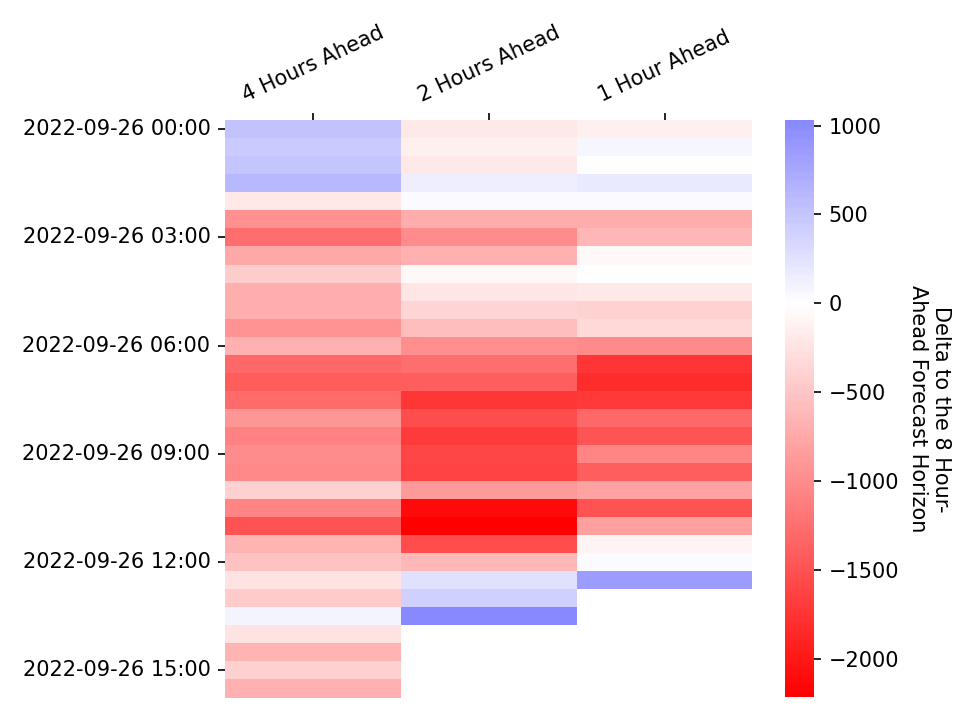 4 Hours Ahead
2 Hours Ahead
1 Hour Ahead
2022-09-26 00:00
2022-09-26 03:00
2022-09-26 06:00
2022-09-26 09:00
2022-09-26 12:00
2022-09-26 15:00
1000
500
0
−500
−1000
−1500
−2000
Delta to the 8 Hour-
Ahead Forecast Horizon